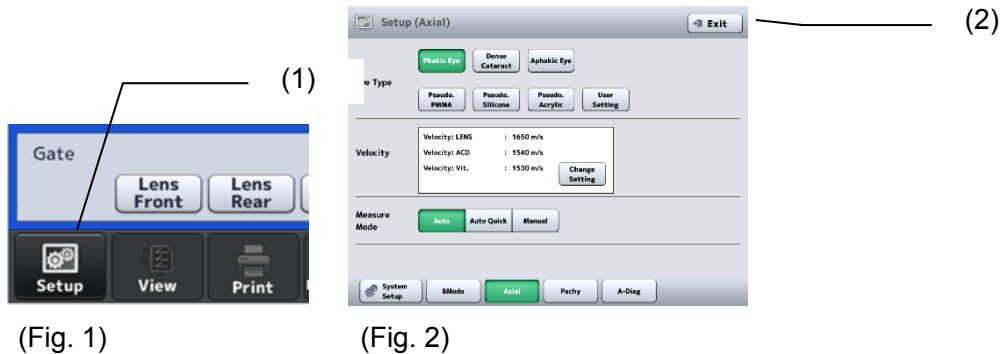 (1)
(2)
Gate
Lens Front
Lens Rear
Setup
View
Print
(Fig. 1)
Setup (Axial)
Exit
Eye Type
Phakic Eye
Dense Cataract
Aphakic Eye
Pseudo. PMMA
Pseudo. Silicone
Pseudo. Acrylic
User Setting
Velocity
Velocity: LENS : 1650 m/s
Velocity: ACD : 1540 m/s
Velocity: Vit. : 1530 m/s
Change Setting
Measure Mode
Auto
Auto Quick
Manual
System Setup
BMode
Axial
Pachy
A-Diag
(Fig. 2)